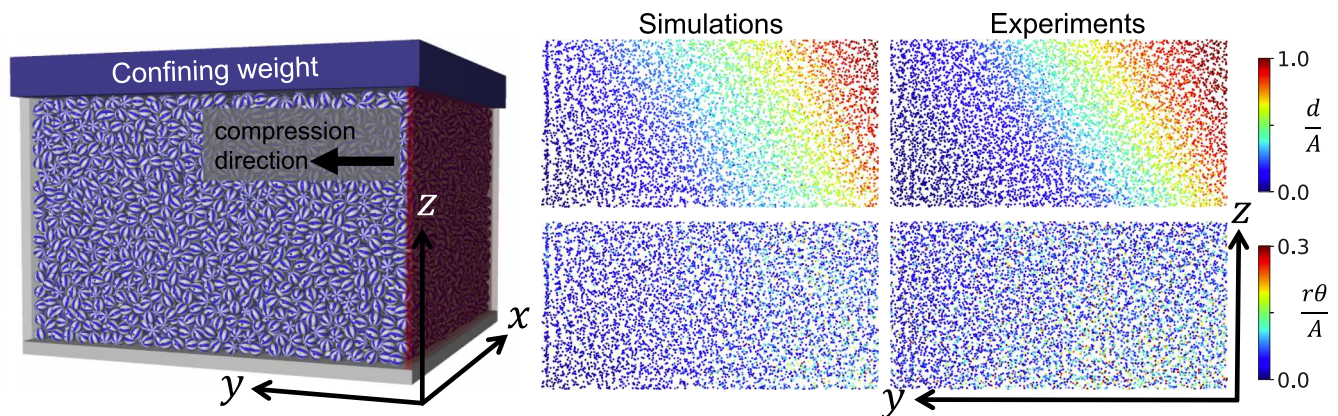 Simulations
Experiments
Confining weight
compression
direction
z
x
y
1.0
d
A
0.0
z
0.3
rθ
A
0.0
y